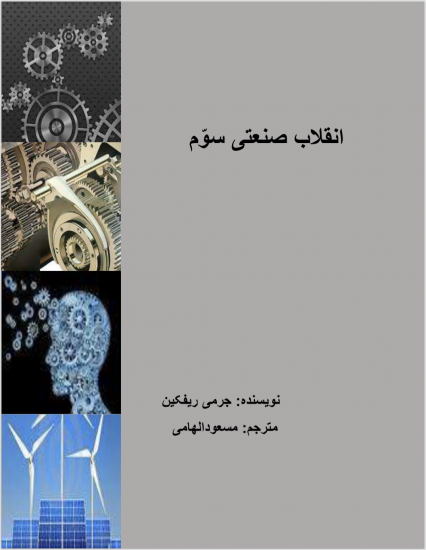 انقلاب صنعتی سوّم
نویسنده: جرمی ریفکین
مترجم: مسعودالهامی